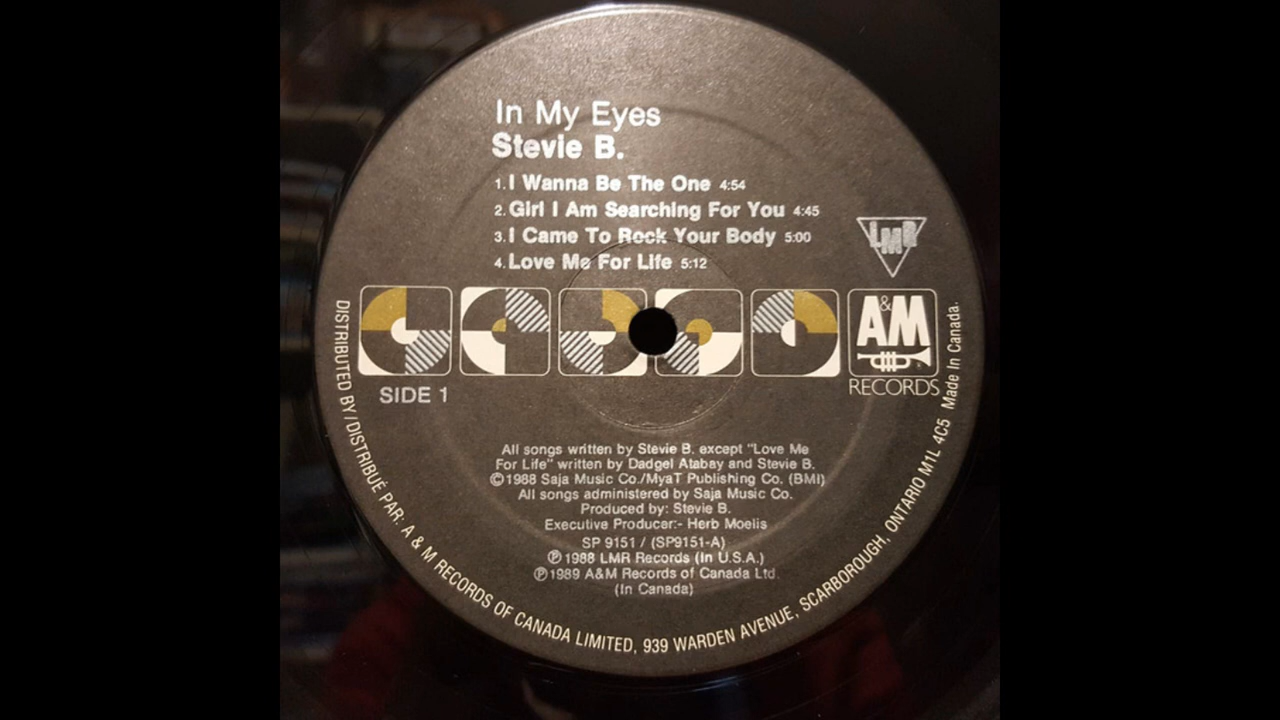 In My Eyes
Stevie B.
1. I Wanna Be The One 4:54
2. Girl I Am Searching For You 4:45
3. I Came To Rock Your Body 5:00
4. Love Me For Life 5:12
LMR
A&M
RECORDS
SIDE 1
All songs written by Stevie B. except "Love Me
For Life" written by Dadgel Atabay and Stevie B.
©1988 Saja Music Co./MyaT Publishing Co. (BMI)
All songs administered by Saja Music Co.
Produced by: Stevie B.
Executive Producer:- Herb Moelis
SP 9151 / (SP9151-A)
℗1988 LMR Records (In U.S.A.)
℗1989 A&M Records of Canada Ltd.
(In Canada)
DISTRIBUTED BY/DISTRIBUÉ PAR: A & M RECORDS OF CANADA LIMITED, 939 WARDEN AVENUE, SCARBOROUGH, ONTARIO M1L 4C5 Made In Canada.